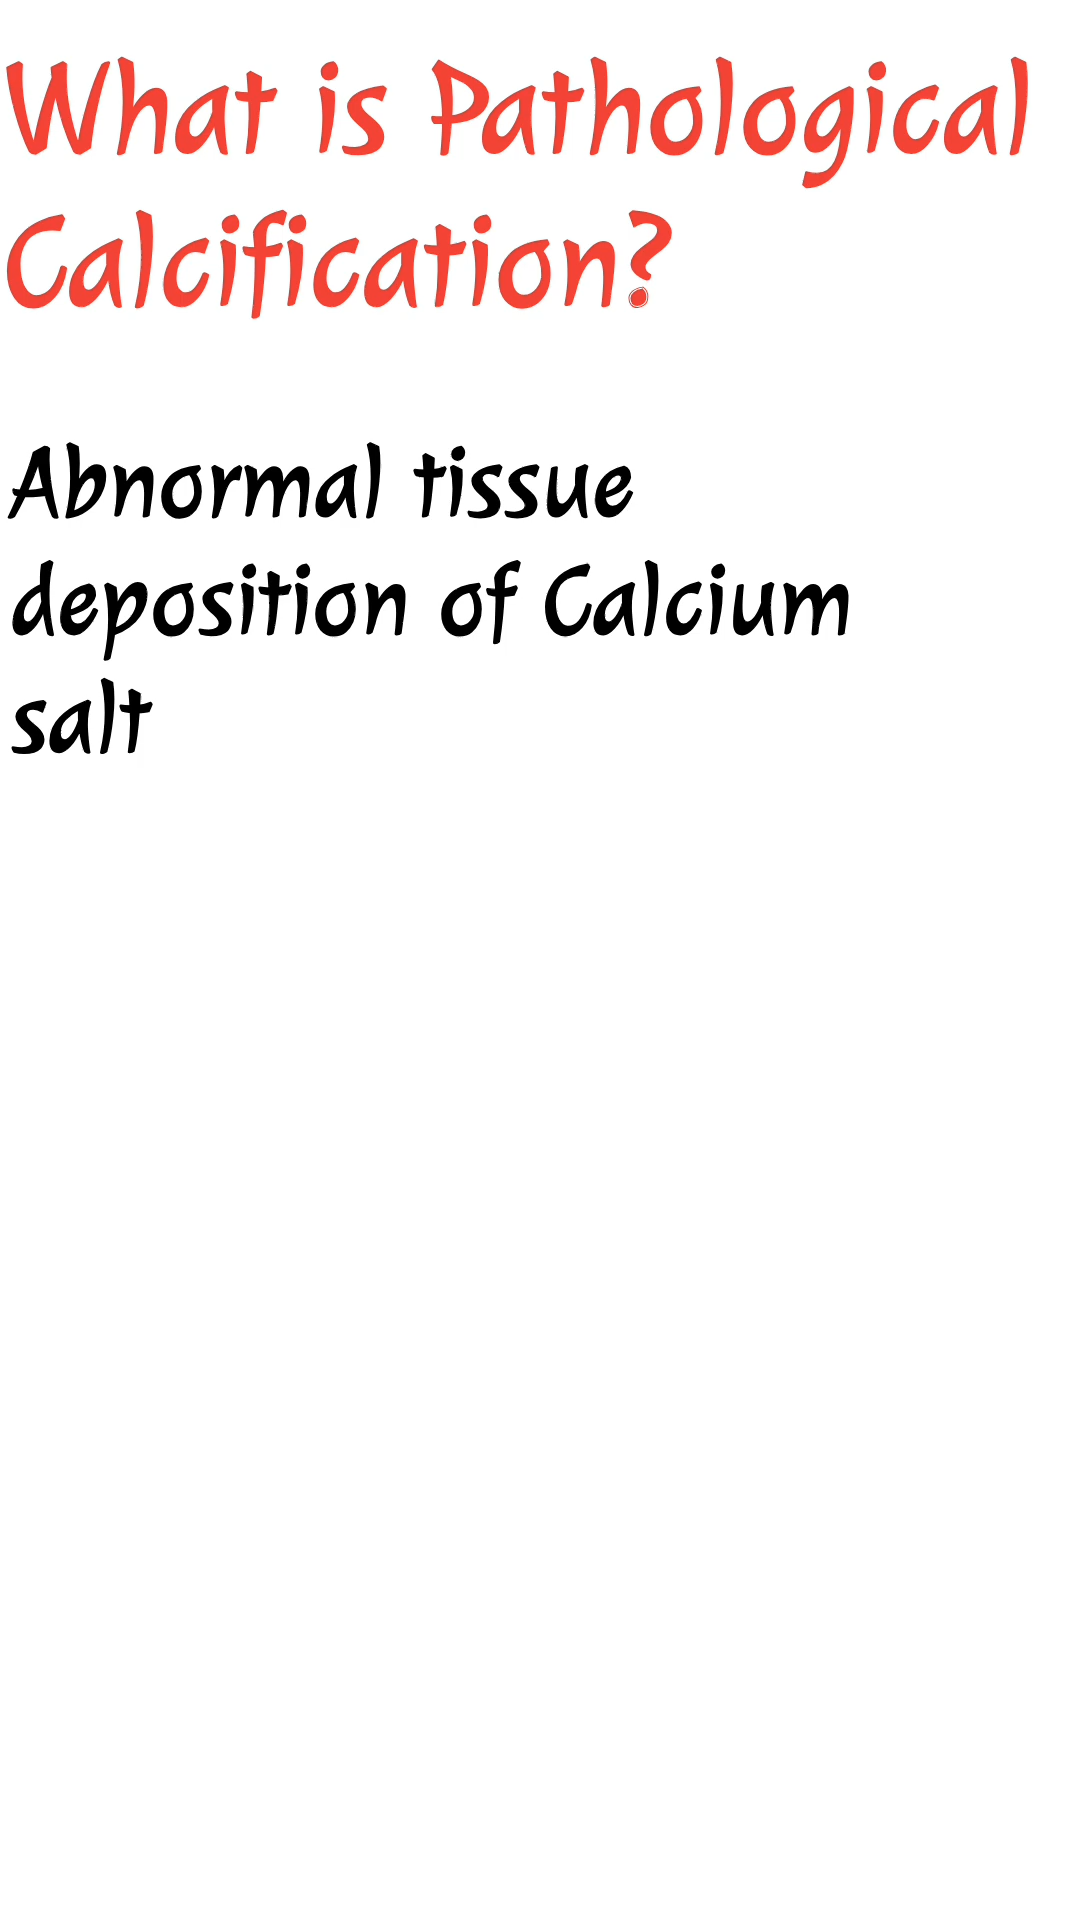 What is Pathological
Calcification?
Abnormal tissue
deposition of Calcium
salt